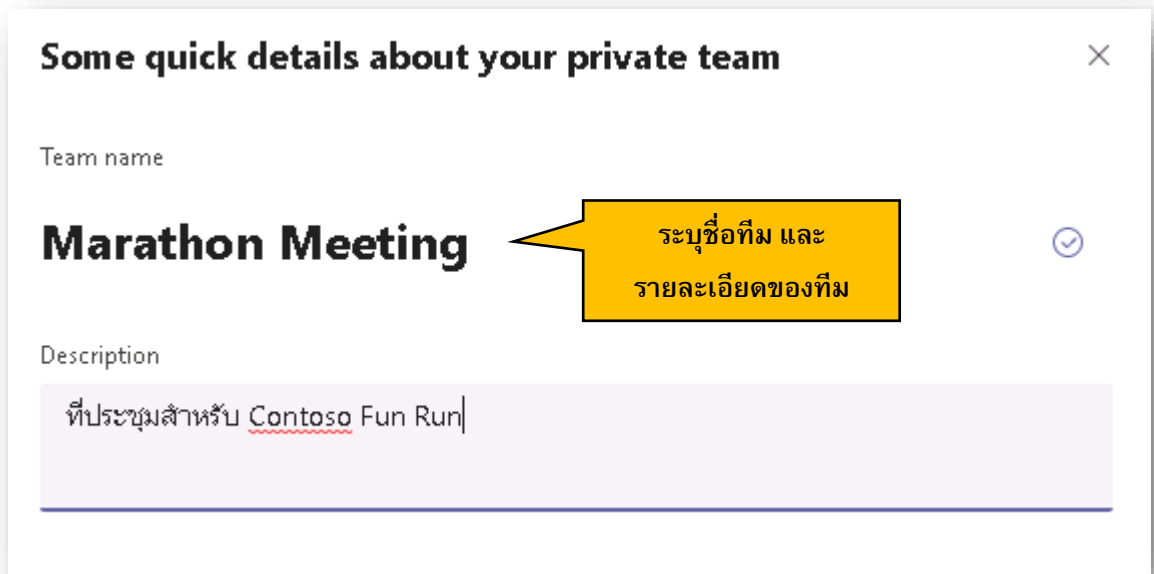 Some quick details about your private team
Team name
Marathon Meeting
ระบุชื่อทีม และ
รายละเอียดของทีม
Description
ที่ประชุมสำหรับ Contoso Fun Run